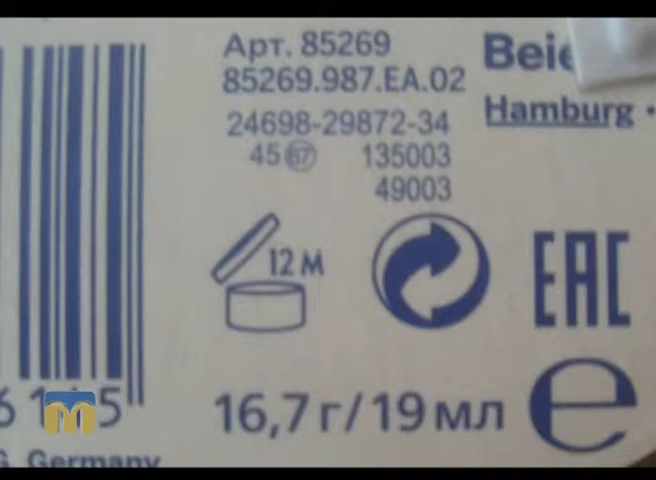 Арт. 85269
85269.987.EA.02
24698-29872-34
45 67 135003
49003
Hamburg
12 M
EAC
16,7 г/19 мл
e
Germany